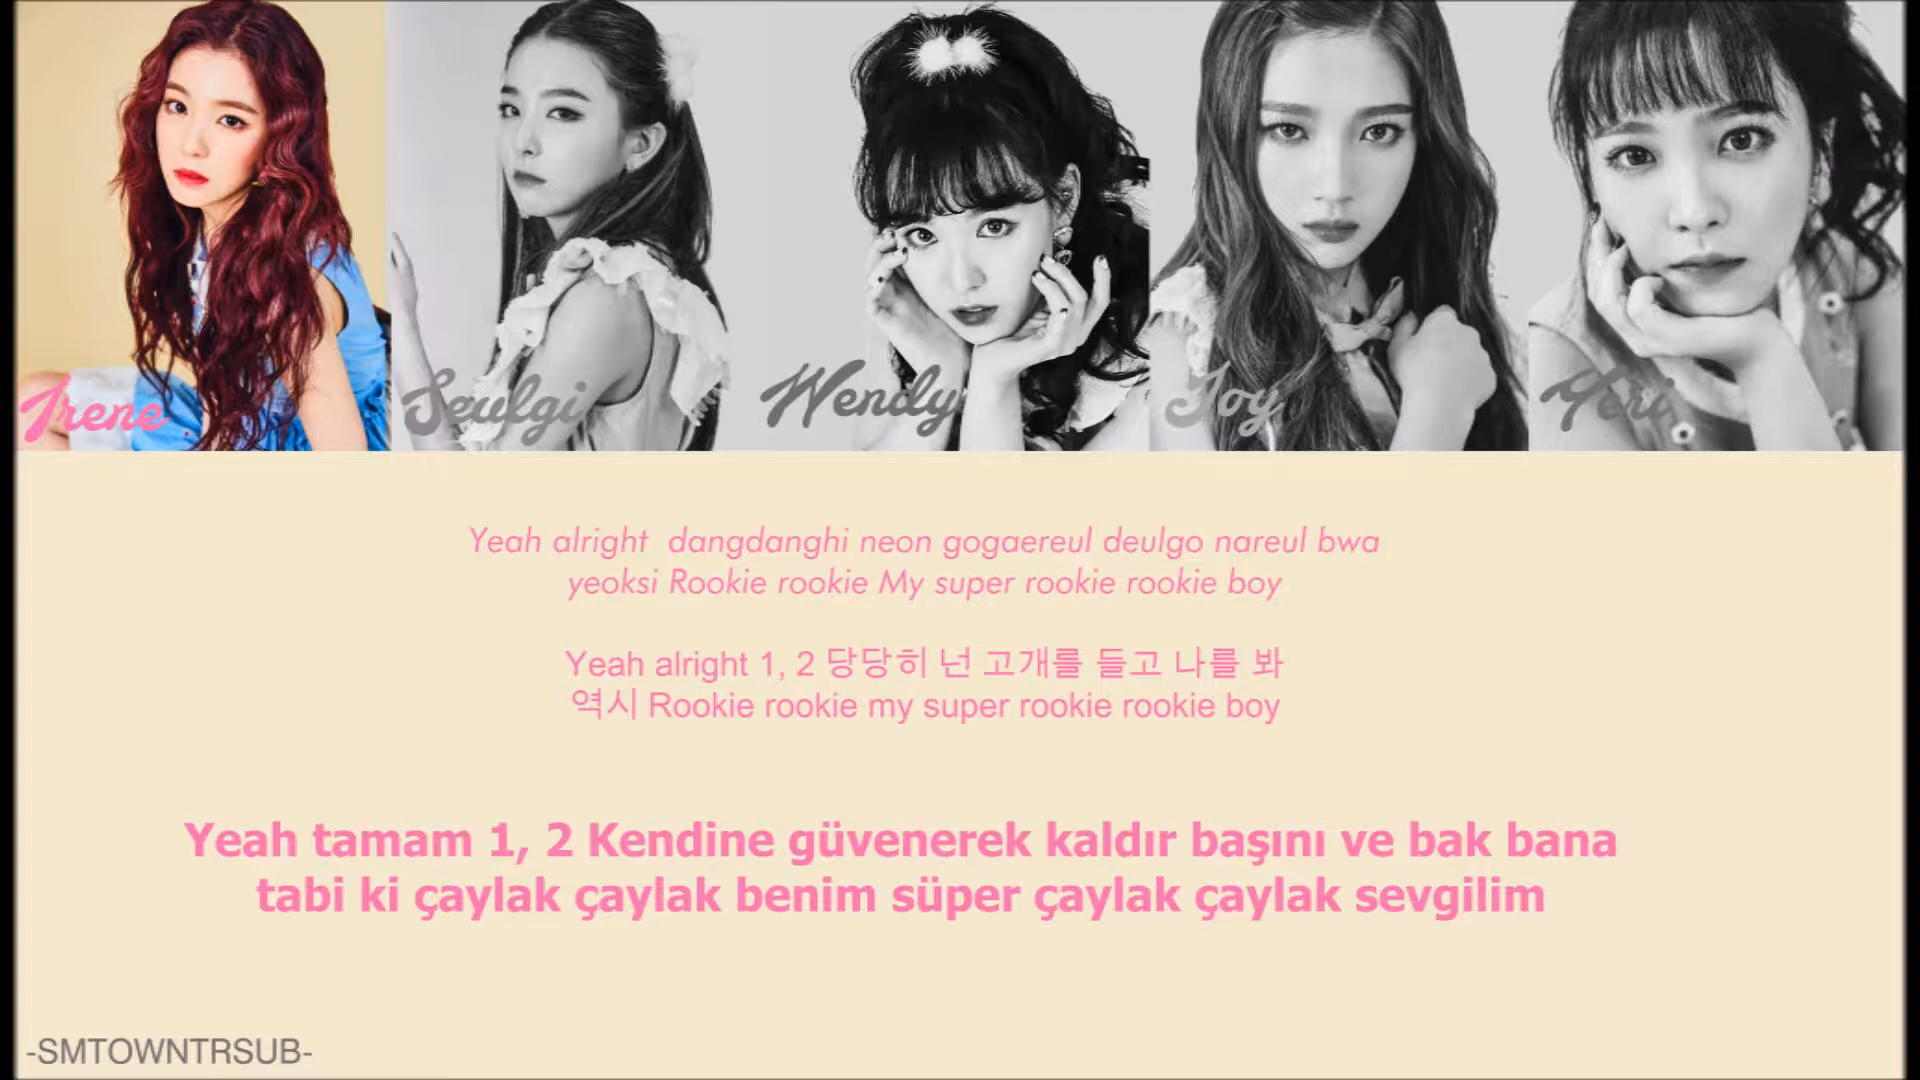 Irene
Seulgi
Wendy
Joy
Yeri
Yeah alright dangdanghi neon gogaereul deulgo nareul bwa
yeoksi Rookie rookie My super rookie rookie boy
Yeah alright 1, 2 당당히 넌 고개를 들고 나를 봐
역시 Rookie rookie my super rookie rookie boy
Yeah tamam 1, 2 Kendine güvenerek kaldır başını ve bak bana
tabi ki çaylak çaylak benim süper çaylak çaylak sevgilim
-SMTOWNTRSUB-